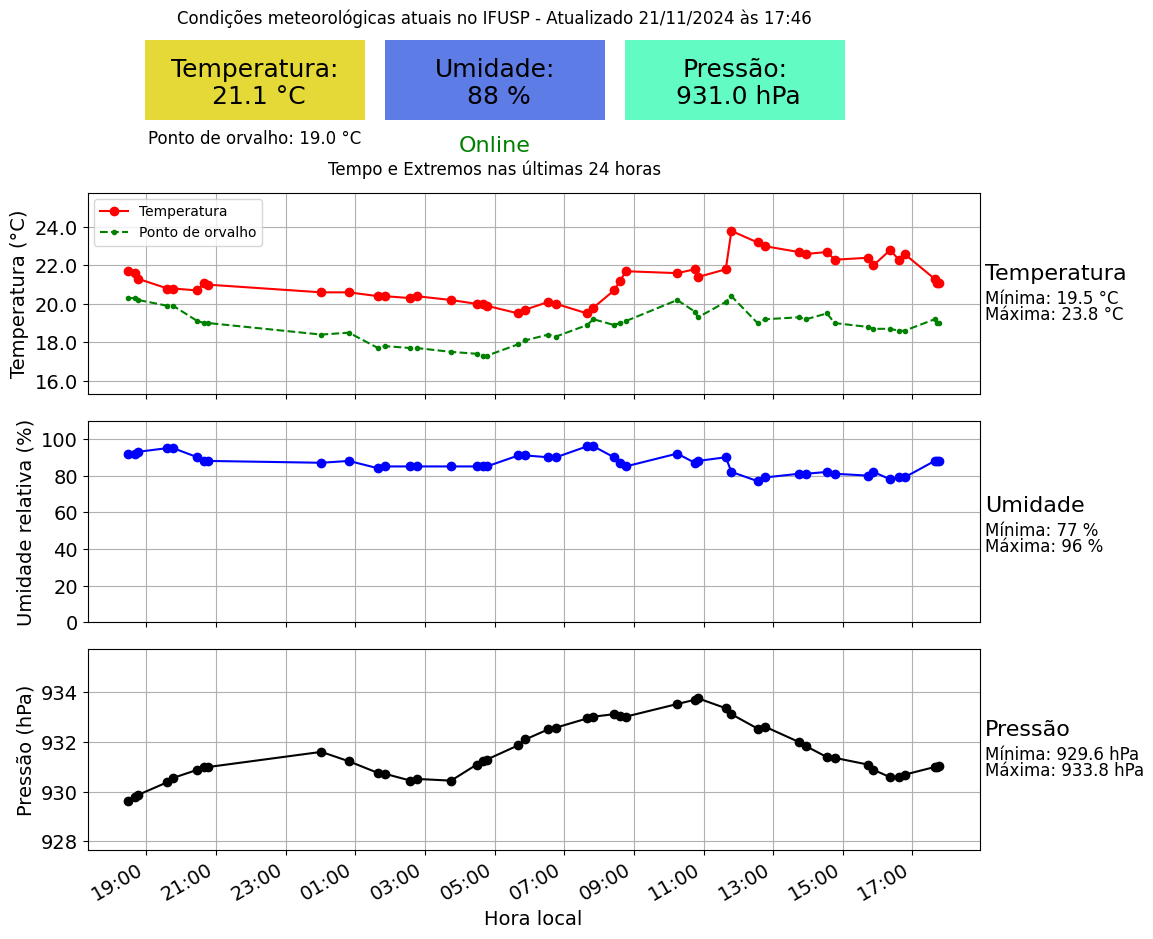 Condições meteorológicas atuais no IFUSP - Atualizado 21/11/2024 às 17:46
Temperatura:
21.1 °C
Umidade:
88 %
Pressão:
931.0 hPa
Ponto de orvalho: 19.0 °C
Online
Tempo e Extremos nas últimas 24 horas
Temperatura (°C)
24.0
22.0
20.0
18.0
16.0
Temperatura
Ponto de orvalho
Temperatura
Mínima: 19.5 °C
Máxima: 23.8 °C
Umidade relativa (%)
100
80
60
40
20
0
Umidade
Mínima: 77 %
Máxima: 96 %
Pressão (hPa)
934
932
930
928
Pressão
Mínima: 929.6 hPa
Máxima: 933.8 hPa
19:00
21:00
23:00
01:00
03:00
05:00
07:00
09:00
11:00
13:00
15:00
17:00
Hora local